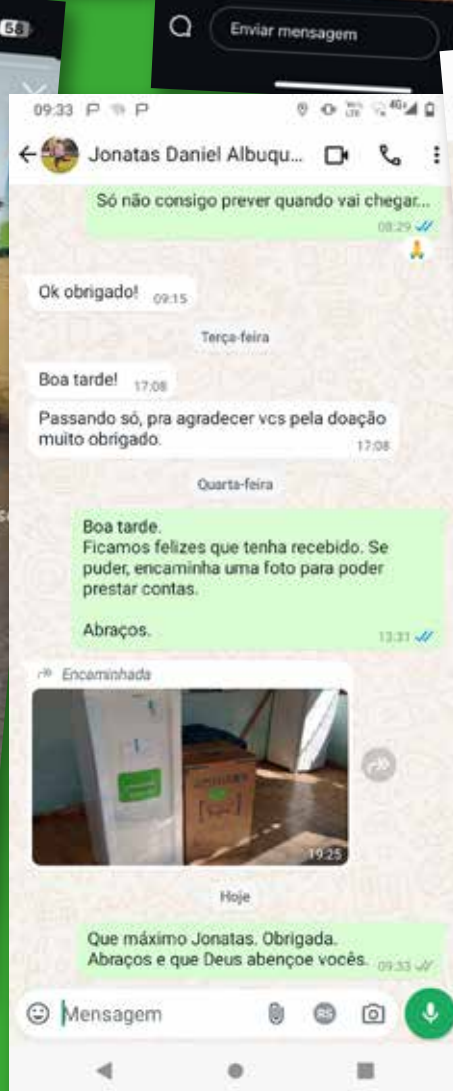 58
Enviar mensagem
09:33
4G+
Jonatas Daniel Albuqu...
Só não consigo prever quando vai chegar...
08:29
Ok obrigado! 09:15
Terça-feira
Boa tarde! 17:08
Passando só, pra agradecer vcs pela doação
muito obrigado.
17:08
Quarta-feira
Boa tarde.
Ficamos felizes que tenha recebido. Se
puder, encaminha uma foto para poder
prestar contas.
Abraços.
13:31
Encaminhada
19:25
Hoje
Que máximo Jonatas. Obrigada.
Abraços e que Deus abençoe vocês. 09:33
Mensagem
RS